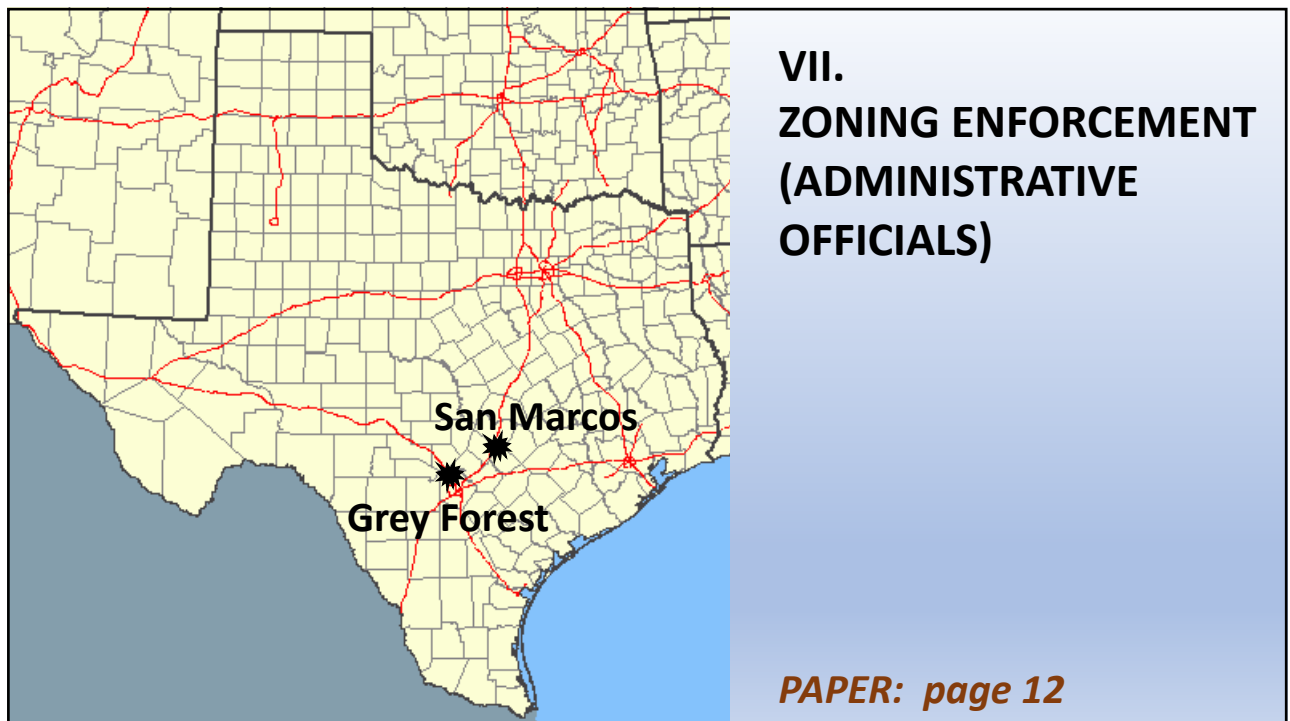 San Marcos
Grey Forest
VII.
ZONING ENFORCEMENT
(ADMINISTRATIVE
OFFICIALS)
PAPER: page 12